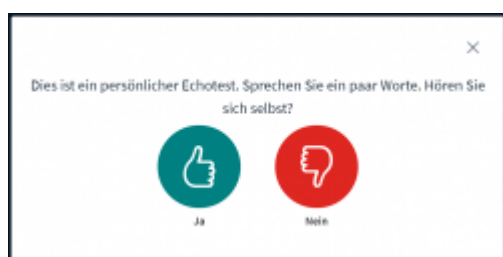 Dies ist ein persönlicher Echotest. Sprechen Sie ein paar Worte. Hören Sie
sich selbst?
Ja
Nein